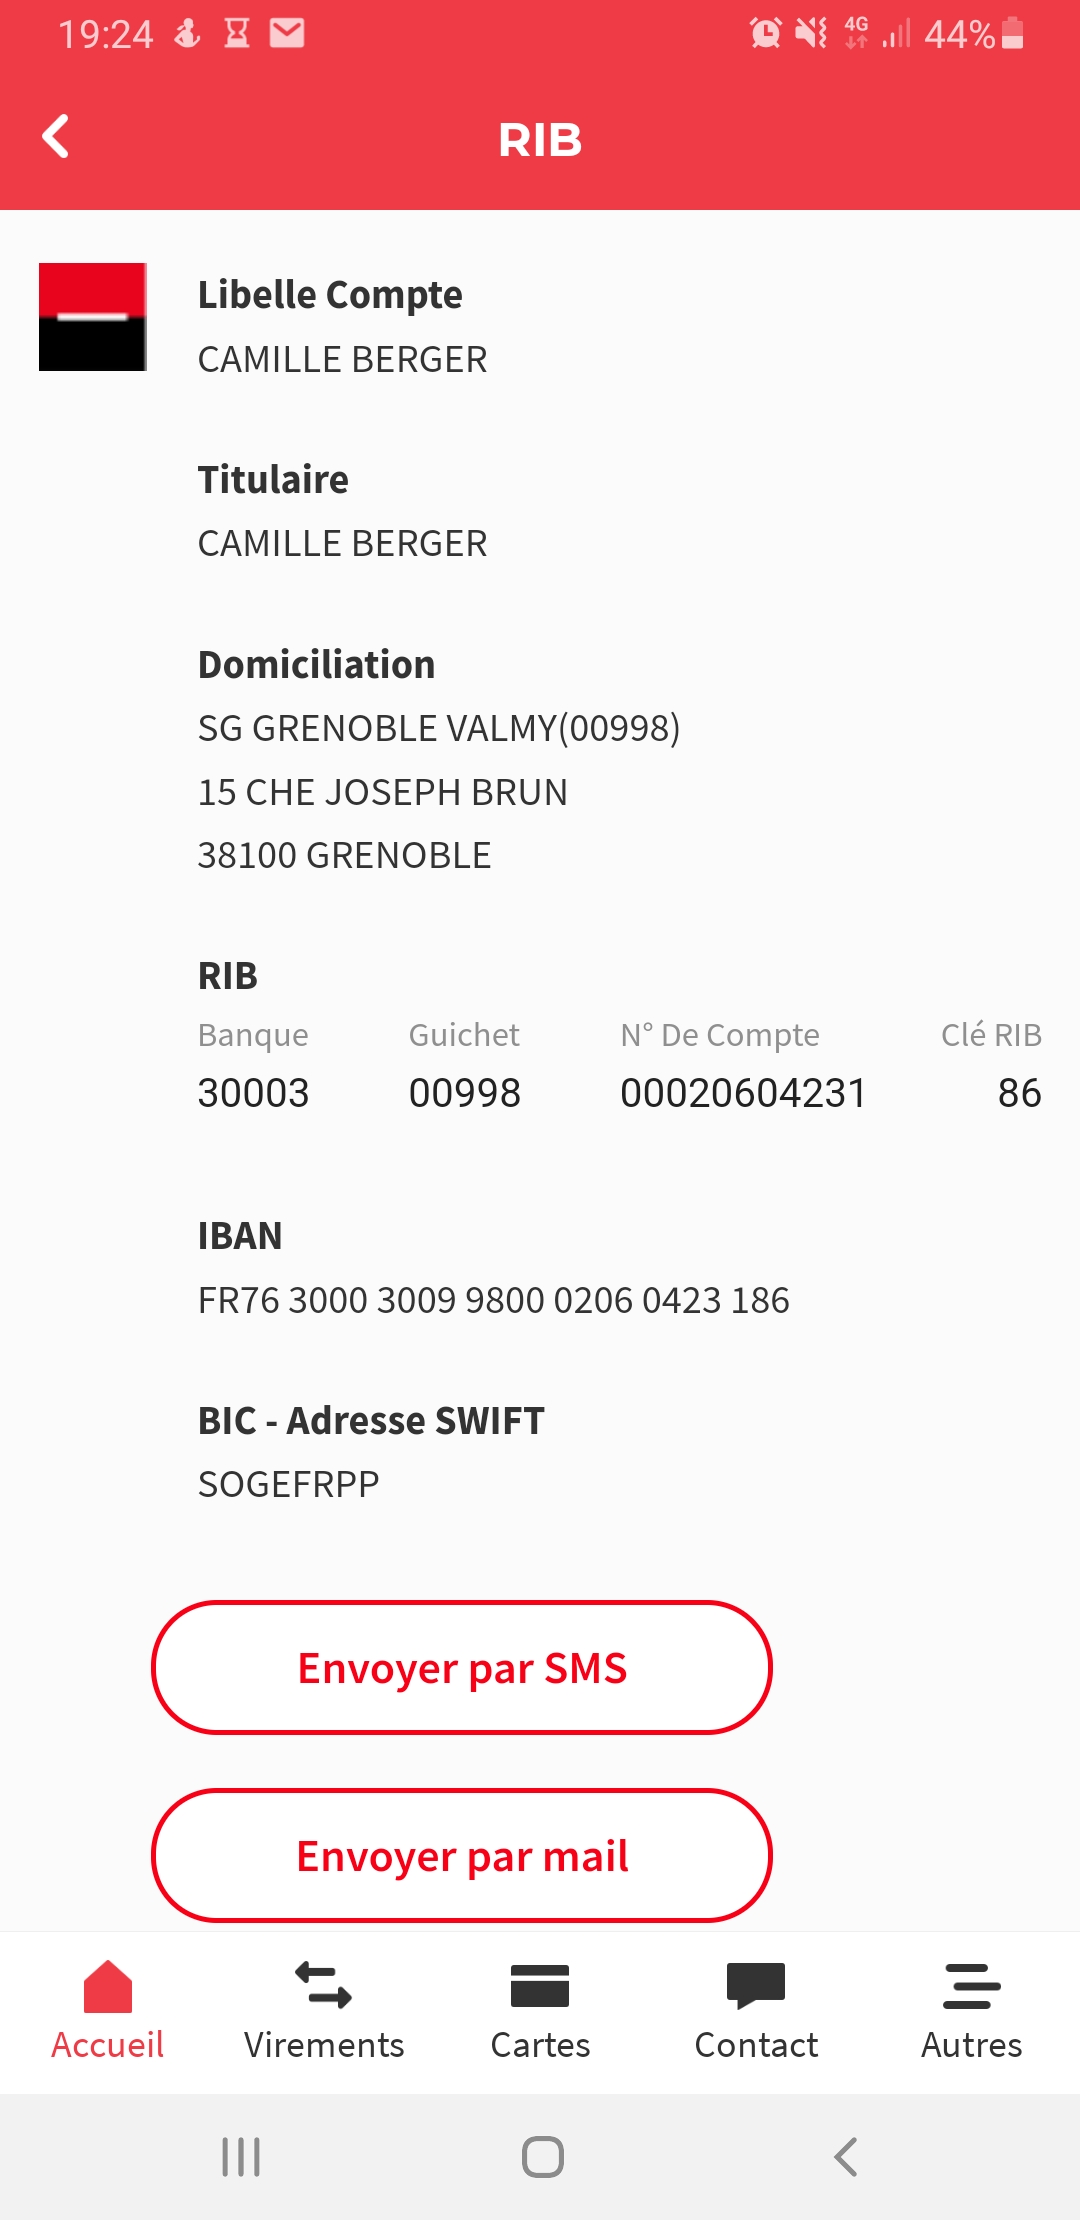 19:24 4G 44%
RIB
Libelle Compte
CAMILLE BERGER
Titulaire
CAMILLE BERGER
Domiciliation
SG GRENOBLE VALMY(00998)
15 CHE JOSEPH BRUN
38100 GRENOBLE
RIB
Banque Guichet N° De Compte Clé RIB
30003 00998 00020604231 86
IBAN
FR76 3000 3009 9800 0206 0423 186
BIC - Adresse SWIFT
SOGEFRPP
Envoyer par SMS
Envoyer par mail
Accueil Virements Cartes Contact Autres